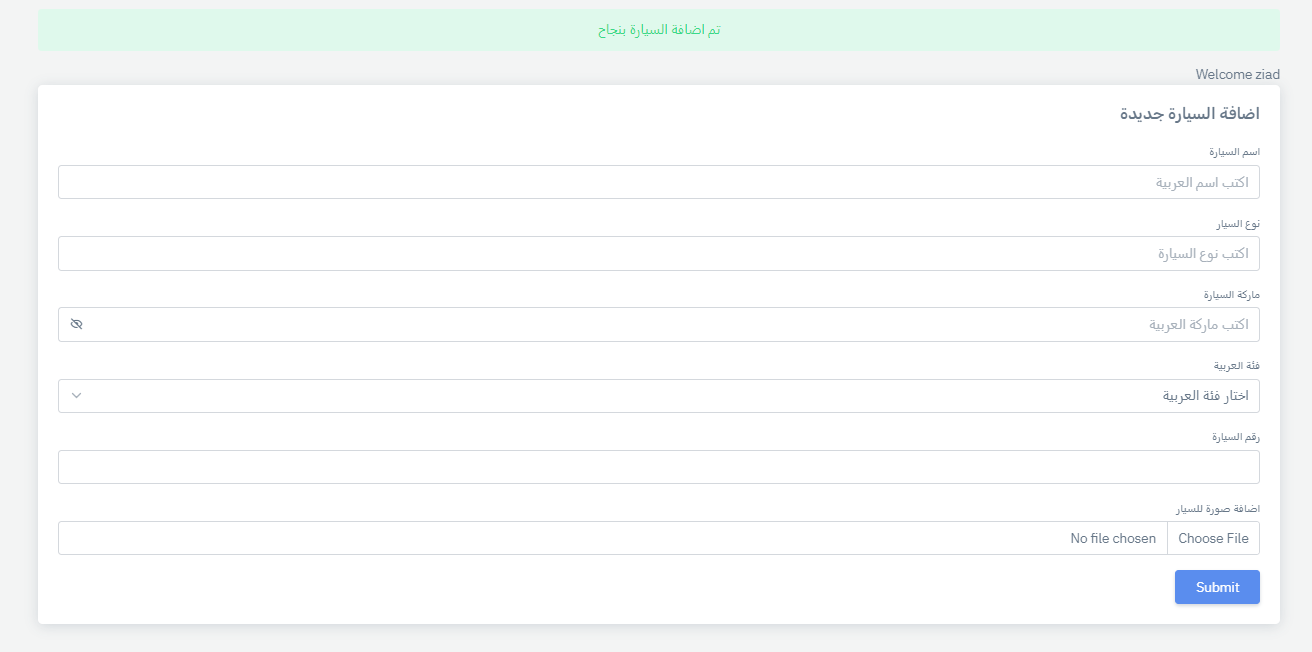 تم اضافة السيارة بنجاح
Welcome ziad
اضافة السيارة جديدة
اسم السيارة
اكتب اسم العربية
نوع السيار
اكتب نوع السيارة
ماركة السيارة
اكتب ماركة العربية
فئة العربية
اختار فئة العربية
رقم السيارة
اضافة صورة للسيار
Choose File No file chosen
Submit